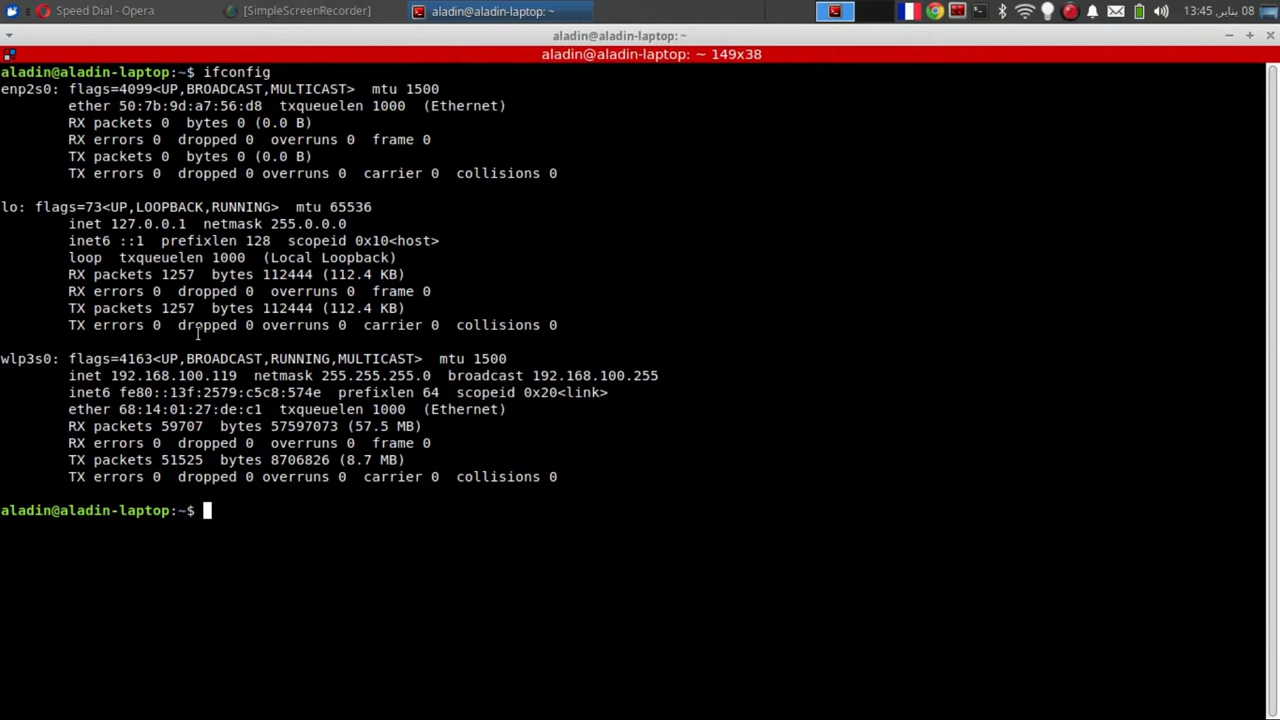 Speed Dial - Opera
[SimpleScreenRecorder]
aladin@aladin-laptop: ~
13:45 يناير, 08
aladin@aladin-laptop: ~
aladin@aladin-laptop: ~ 149x38
aladin@aladin-laptop:~$ ifconfig
enp2s0: flags=4099<UP,BROADCAST,MULTICAST>  mtu 1500
        ether 50:7b:9d:a7:56:d8  txqueuelen 1000  (Ethernet)
        RX packets 0  bytes 0 (0.0 B)
        RX errors 0  dropped 0  overruns 0  frame 0
        TX packets 0  bytes 0 (0.0 B)
        TX errors 0  dropped 0 overruns 0  carrier 0  collisions 0
lo: flags=73<UP,LOOPBACK,RUNNING>  mtu 65536
        inet 127.0.0.1  netmask 255.0.0.0
        inet6 ::1  prefixlen 128  scopeid 0x10<host>
        loop  txqueuelen 1000  (Local Loopback)
        RX packets 1257  bytes 112444 (112.4 KB)
        RX errors 0  dropped 0  overruns 0  frame 0
        TX packets 1257  bytes 112444 (112.4 KB)
        TX errors 0  dropped 0 overruns 0  carrier 0  collisions 0
wlp3s0: flags=4163<UP,BROADCAST,RUNNING,MULTICAST>  mtu 1500
        inet 192.168.100.119  netmask 255.255.255.0  broadcast 192.168.100.255
        inet6 fe80::13f:2579:c5c8:574e  prefixlen 64  scopeid 0x20<link>
        ether 68:14:01:27:de:c1  txqueuelen 1000  (Ethernet)
        RX packets 59707  bytes 57597073 (57.5 MB)
        RX errors 0  dropped 0  overruns 0  frame 0
        TX packets 51525  bytes 8706826 (8.7 MB)
        TX errors 0  dropped 0 overruns 0  carrier 0  collisions 0
aladin@aladin-laptop:~$